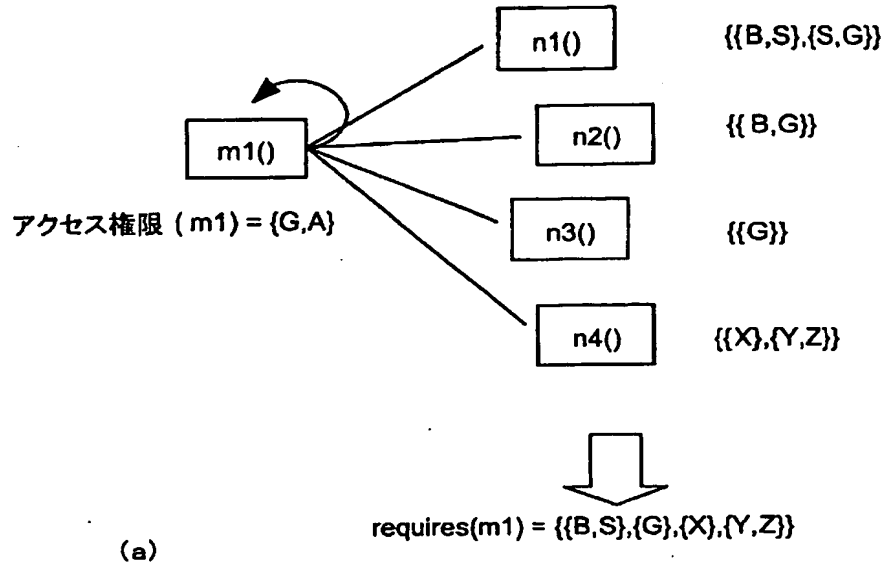 n1() {{B,S},{S,G}}
n2() {{ B,G}}
m1()
アクセス権限 ( m1) = {G,A}
n3() {{G}}
n4() {{X},{Y,Z}}
requires(m1) = {{B,S},{G},{X},{Y,Z}}
(a)